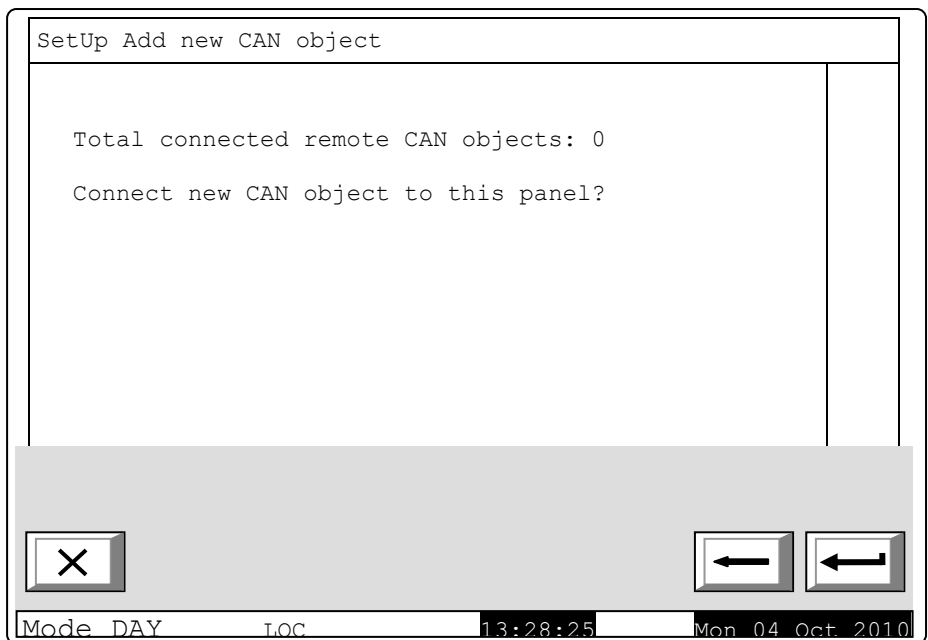 SetUp Add new CAN object
Total connected remote CAN objects: 0
Connect new CAN object to this panel?
Mode DAY LOC 13:28:25 Mon 04 Oct 2010